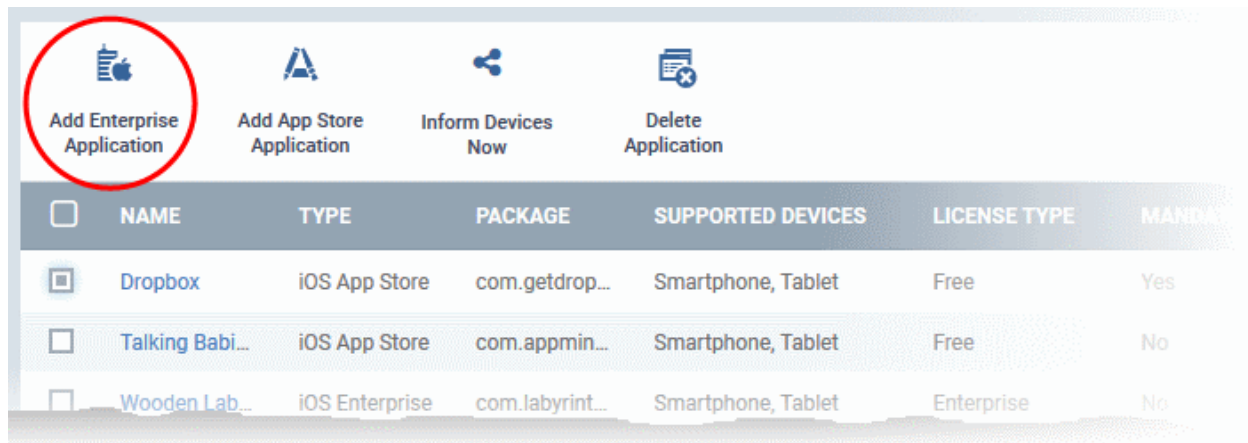 Add Enterprise Application
Add App Store Application
Inform Devices Now
Delete Application
NAME TYPE PACKAGE SUPPORTED DEVICES LICENSE TYPE MANDAT
Dropbox iOS App Store com.getdrop... Smartphone, Tablet Free Yes
Talking Babi... iOS App Store com.appmin... Smartphone, Tablet Free No
Wooden Lab... iOS Enterprise com.labyrint... Smartphone, Tablet Enterprise No